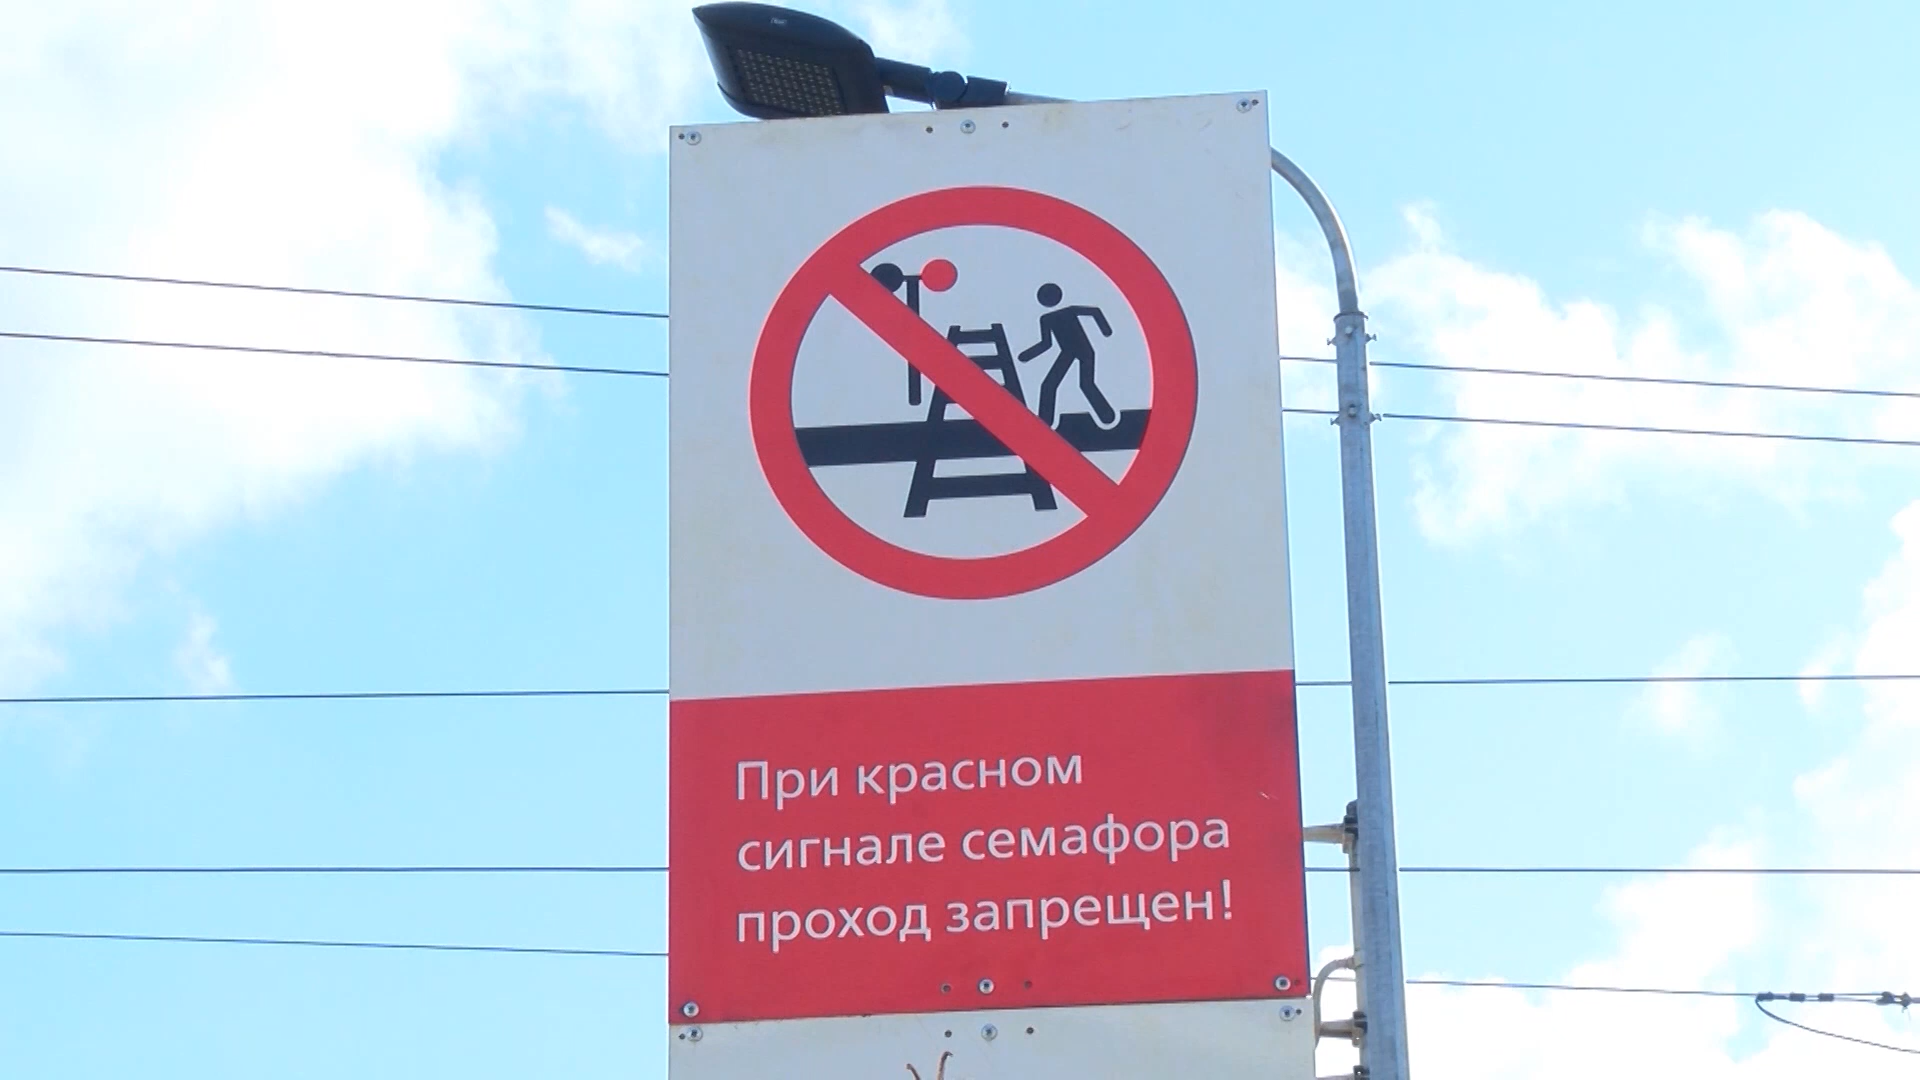 При красном
сигнале семафора
проход запрещен!